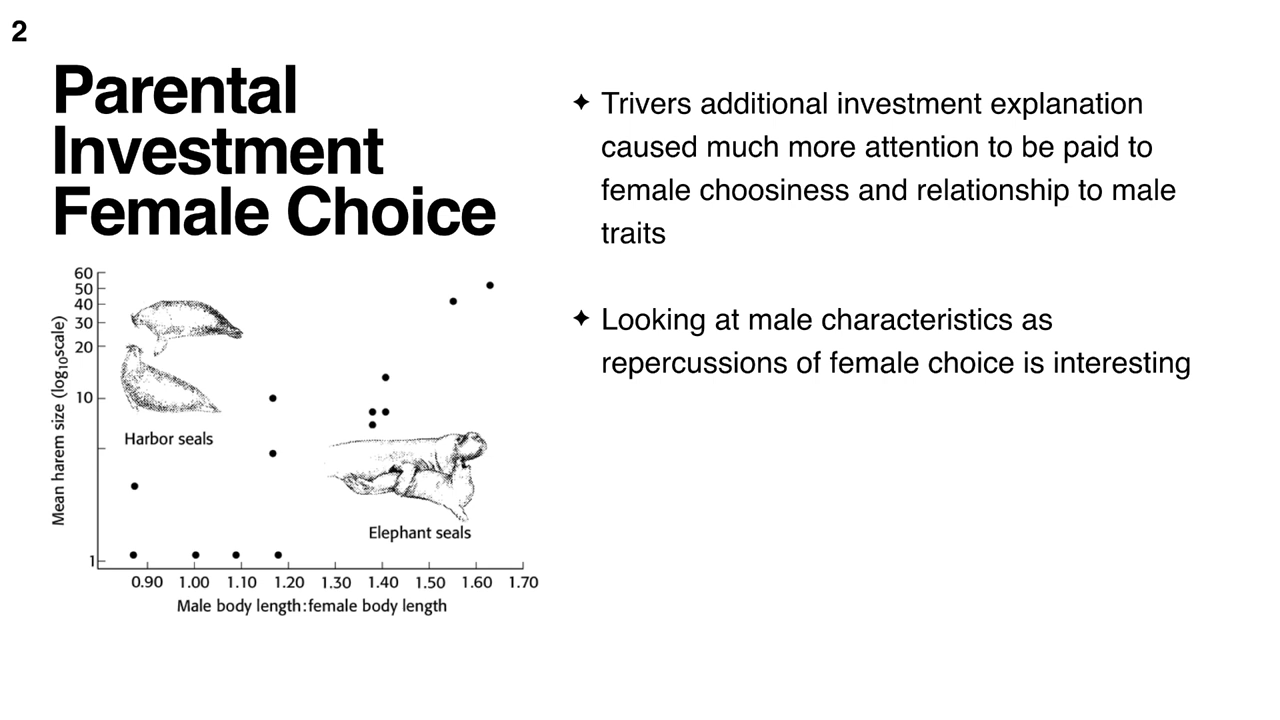 2
Parental
Investment
Female Choice
✦ Trivers additional investment explanation
caused much more attention to be paid to
female choosiness and relationship to male
traits
✦ Looking at male characteristics as
repercussions of female choice is interesting
Mean harem size (log10scale)
60
50
40
30
20
10
1
Harbor seals
Elephant seals
0.90 1.00 1.10 1.20 1.30 1.40 1.50 1.60 1.70
Male body length:female body length